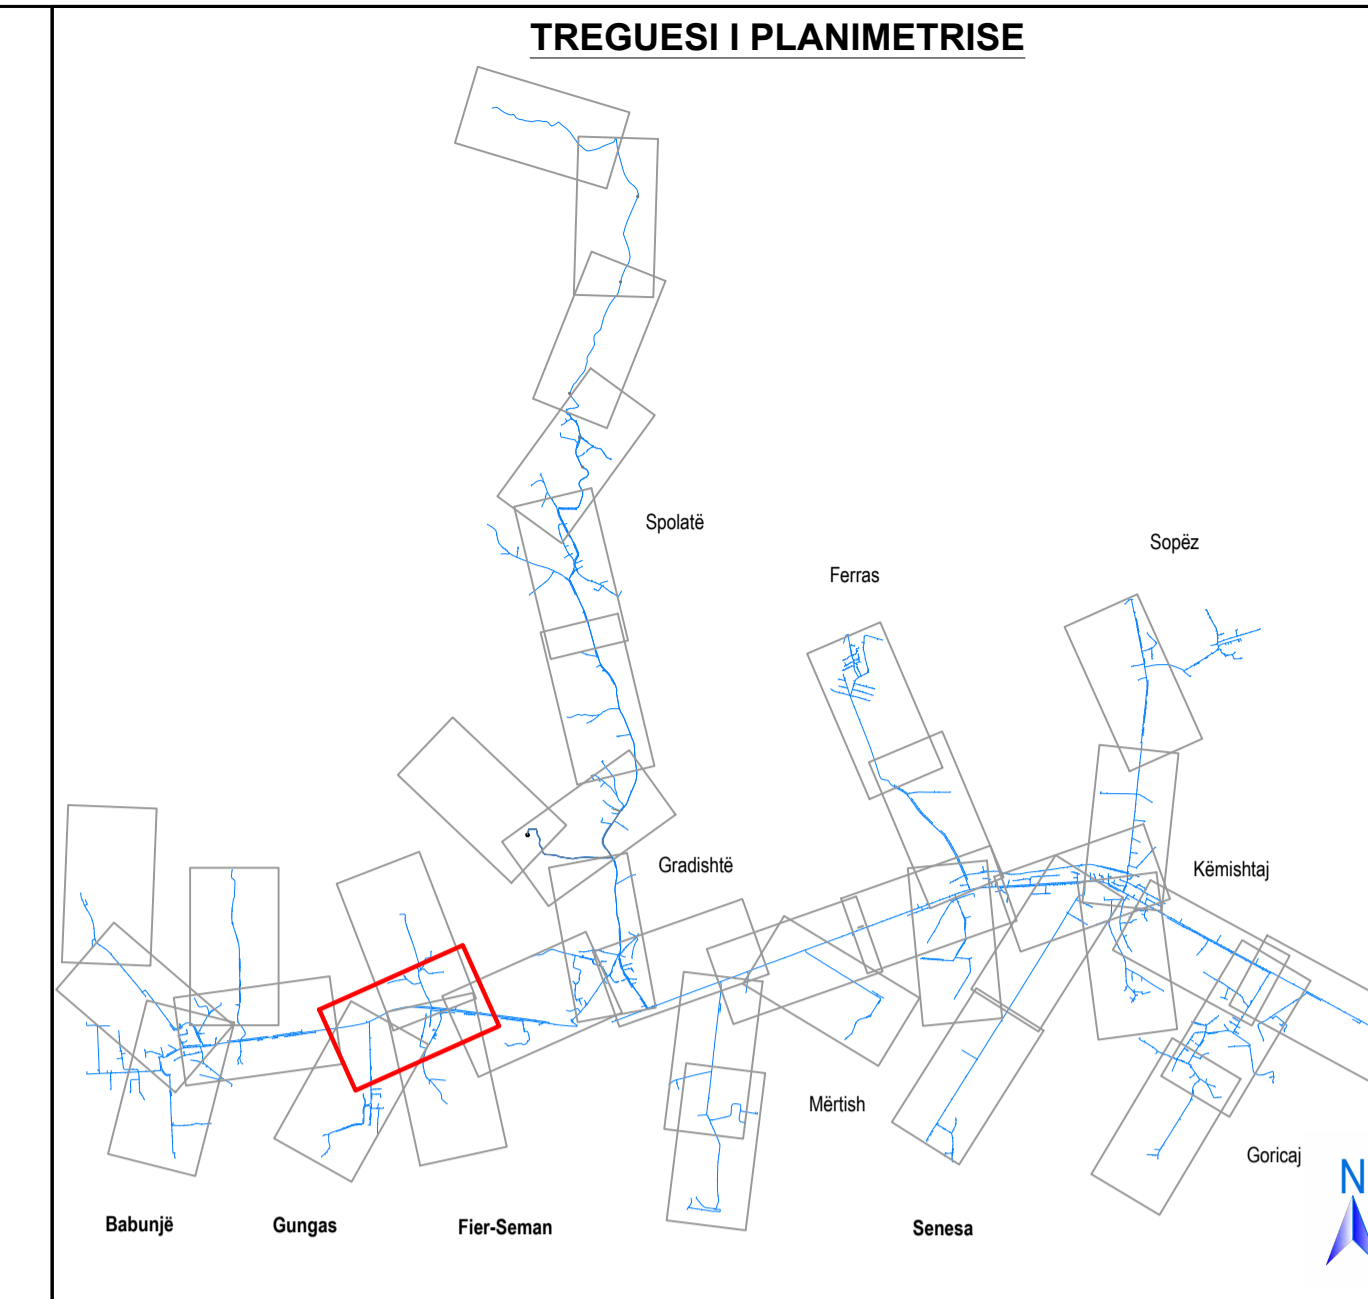 TREGUESI I PLANIMETRISE
Spolatë
Sopëz
Ferras
Gradishtë
Këmishtaj
Mërtish
Goricaj
N
Babunjë
Gungas
Fier-Seman
Senesa